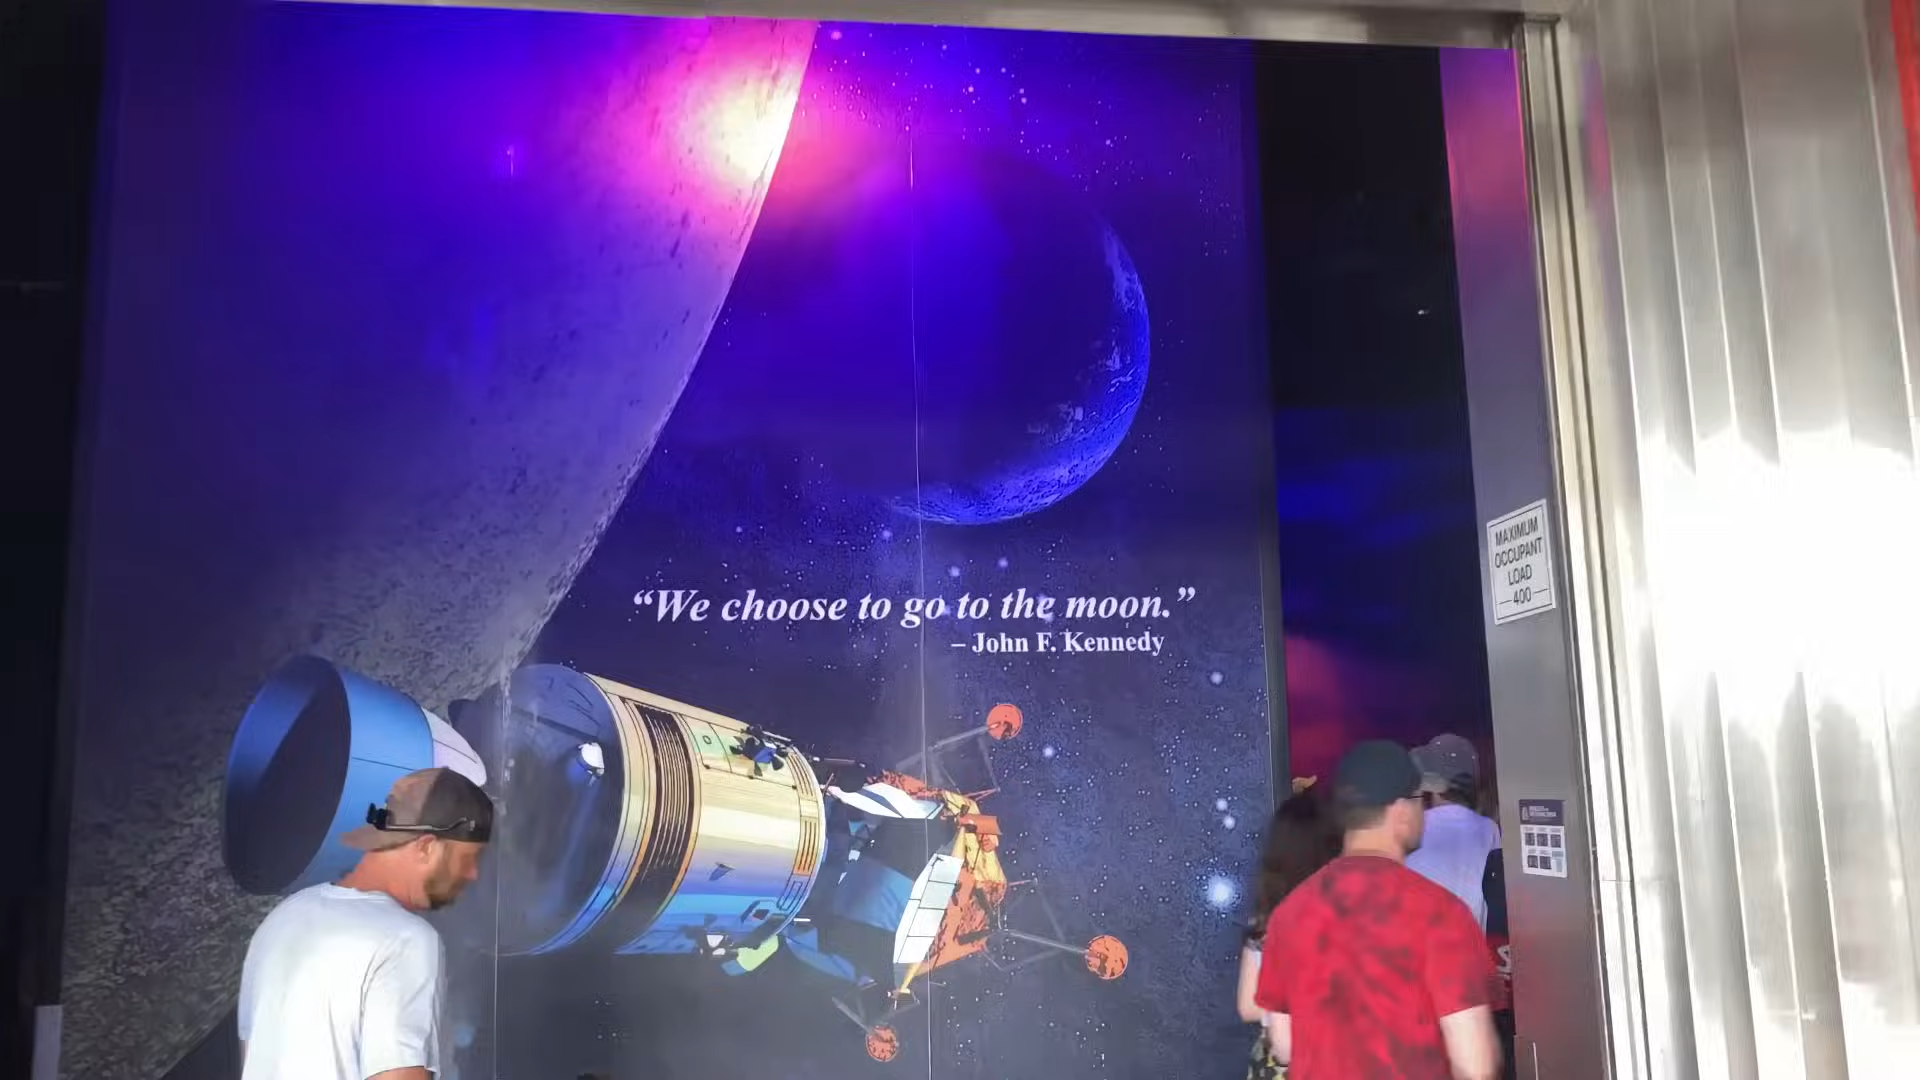 “We choose to go to the moon.”
– John F. Kennedy
MAXIMUM
OCCUPANT
LOAD
400